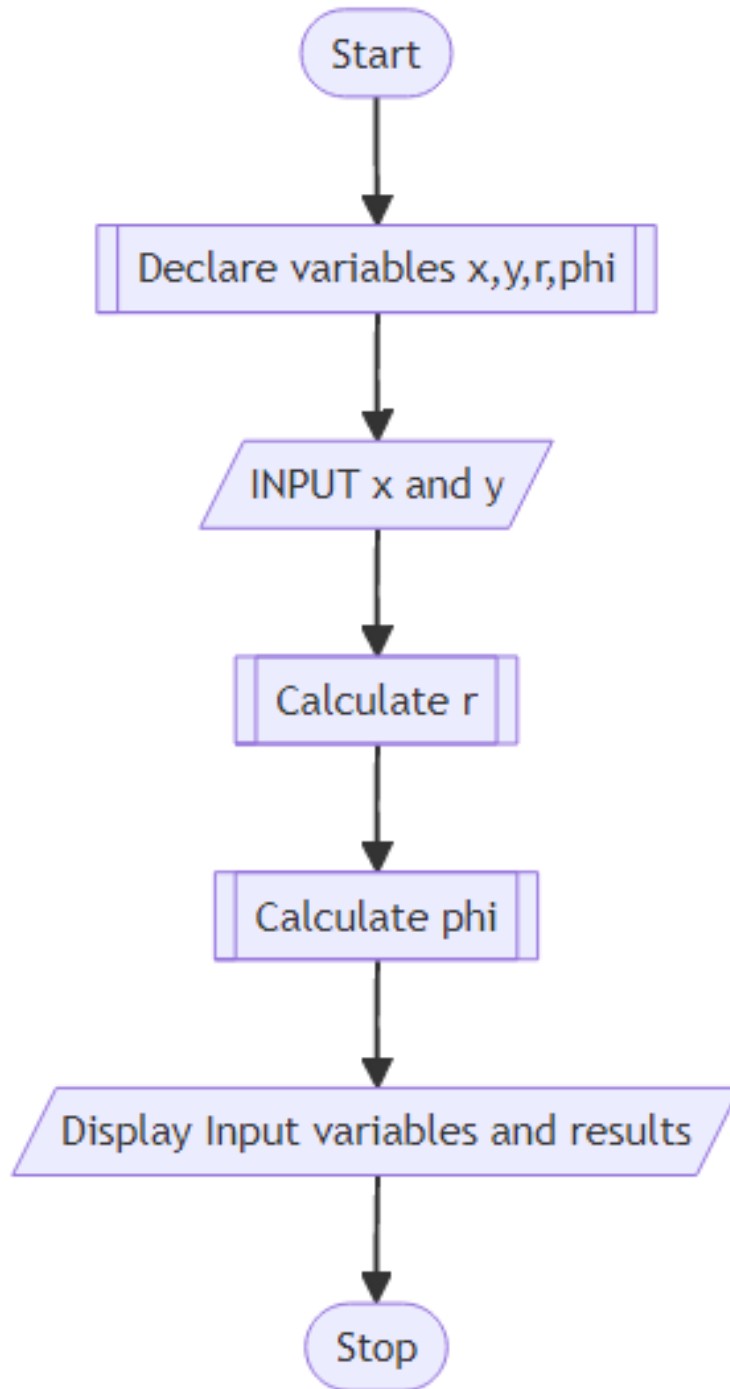 Start
Declare variables x,y,r,phi
INPUT x and y
Calculate r
Calculate phi
Display Input variables and results
Stop